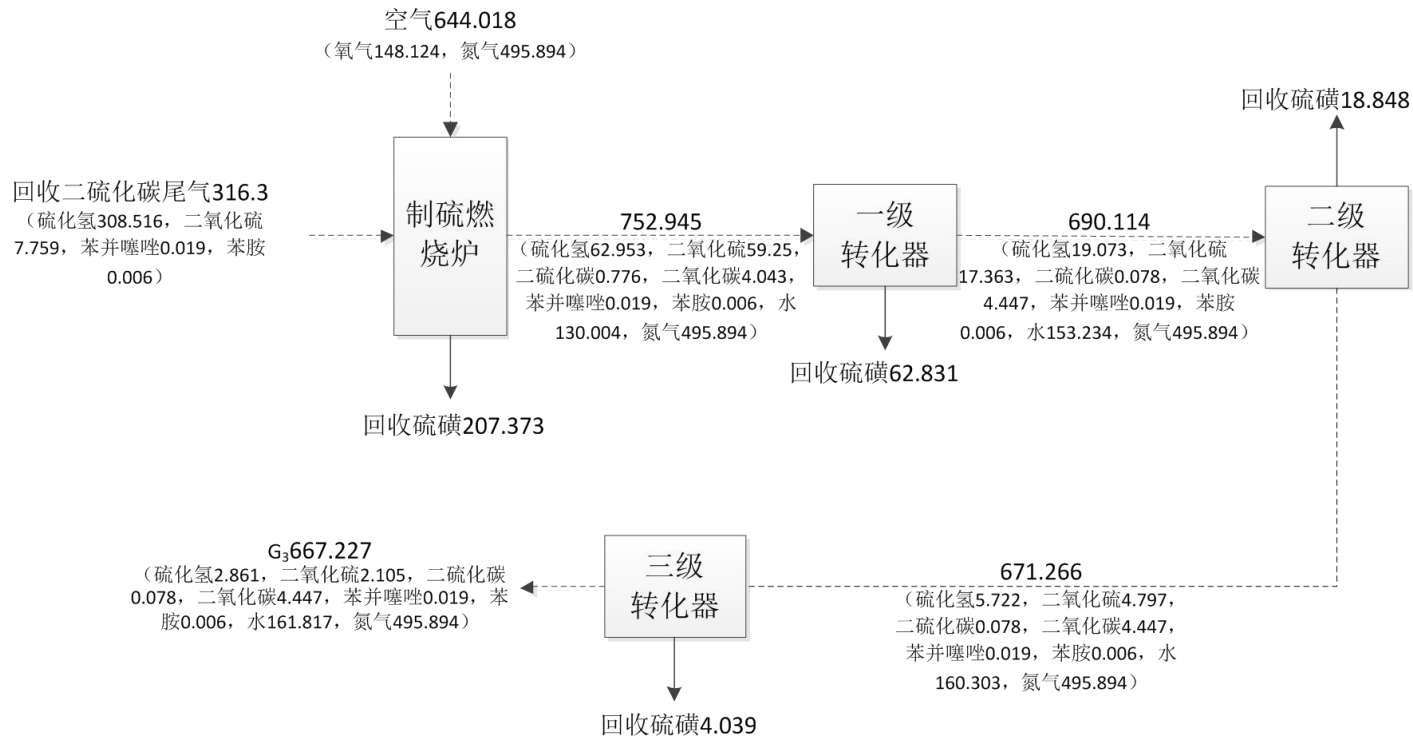 空气644.018
（氧气148.124，氮气495.894）
回收硫磺18.848
回收二硫化碳尾气316.3
（硫化氢308.516，二氧化硫
7.759，苯并噻唑0.019，苯胺
0.006）
制硫燃
烧炉
752.945
（硫化氢62.953，二氧化硫59.25，
二硫化碳0.776，二氧化碳4.043，
苯并噻唑0.019，苯胺0.006，水
130.004，氮气495.894）
一级
转化器
690.114
（硫化氢19.073，二氧化硫
17.363，二硫化碳0.078，二氧化碳
4.447，苯并噻唑0.019，苯胺
0.006，水153.234，氮气495.894）
二级
转化器
回收硫磺62.831
回收硫磺207.373
G₃667.227
（硫化氢2.861，二氧化硫2.105，二硫化碳
0.078，二氧化碳4.447，苯并噻唑0.019，苯
胺0.006，水161.817，氮气495.894）
三级
转化器
671.266
（硫化氢5.722，二氧化硫4.797，
二硫化碳0.078，二氧化碳4.447，
苯并噻唑0.019，苯胺0.006，水
160.303，氮气495.894）
回收硫磺4.039